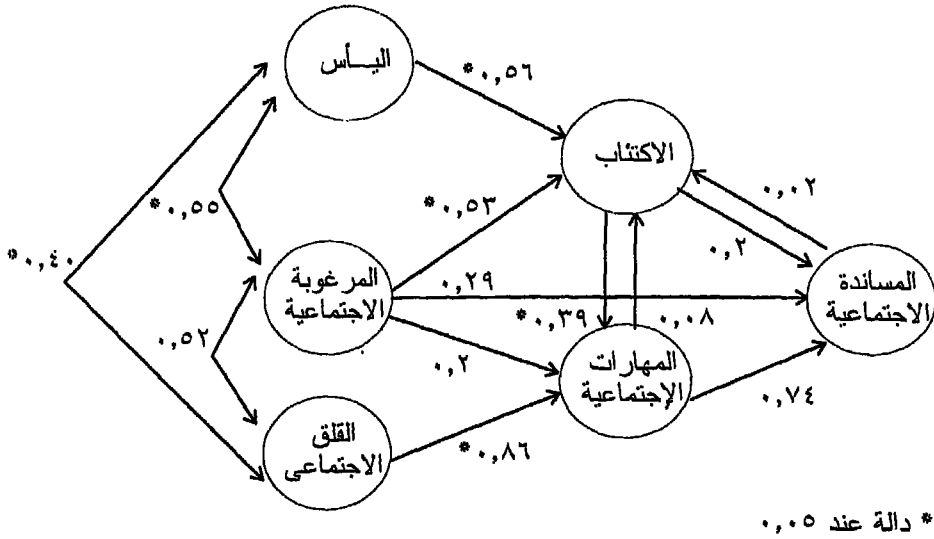 اليـــأس
*٠,٥٦
الاكتئاب
٠,٠٢
*٠,٥٥
*٠,٥٣
٠,٢
*٠,٤٠
المرغوبة
الاجتماعية
٠,٢٩
المساندة
الاجتماعية
*٠,٣٩
٠,٠٨
٠,٥٢
٠,٢
المهارات
الإجتماعية
٠,٧٤
القلق
الاجتماعى
*٠,٨٦
* دالة عند ٠,٠٥